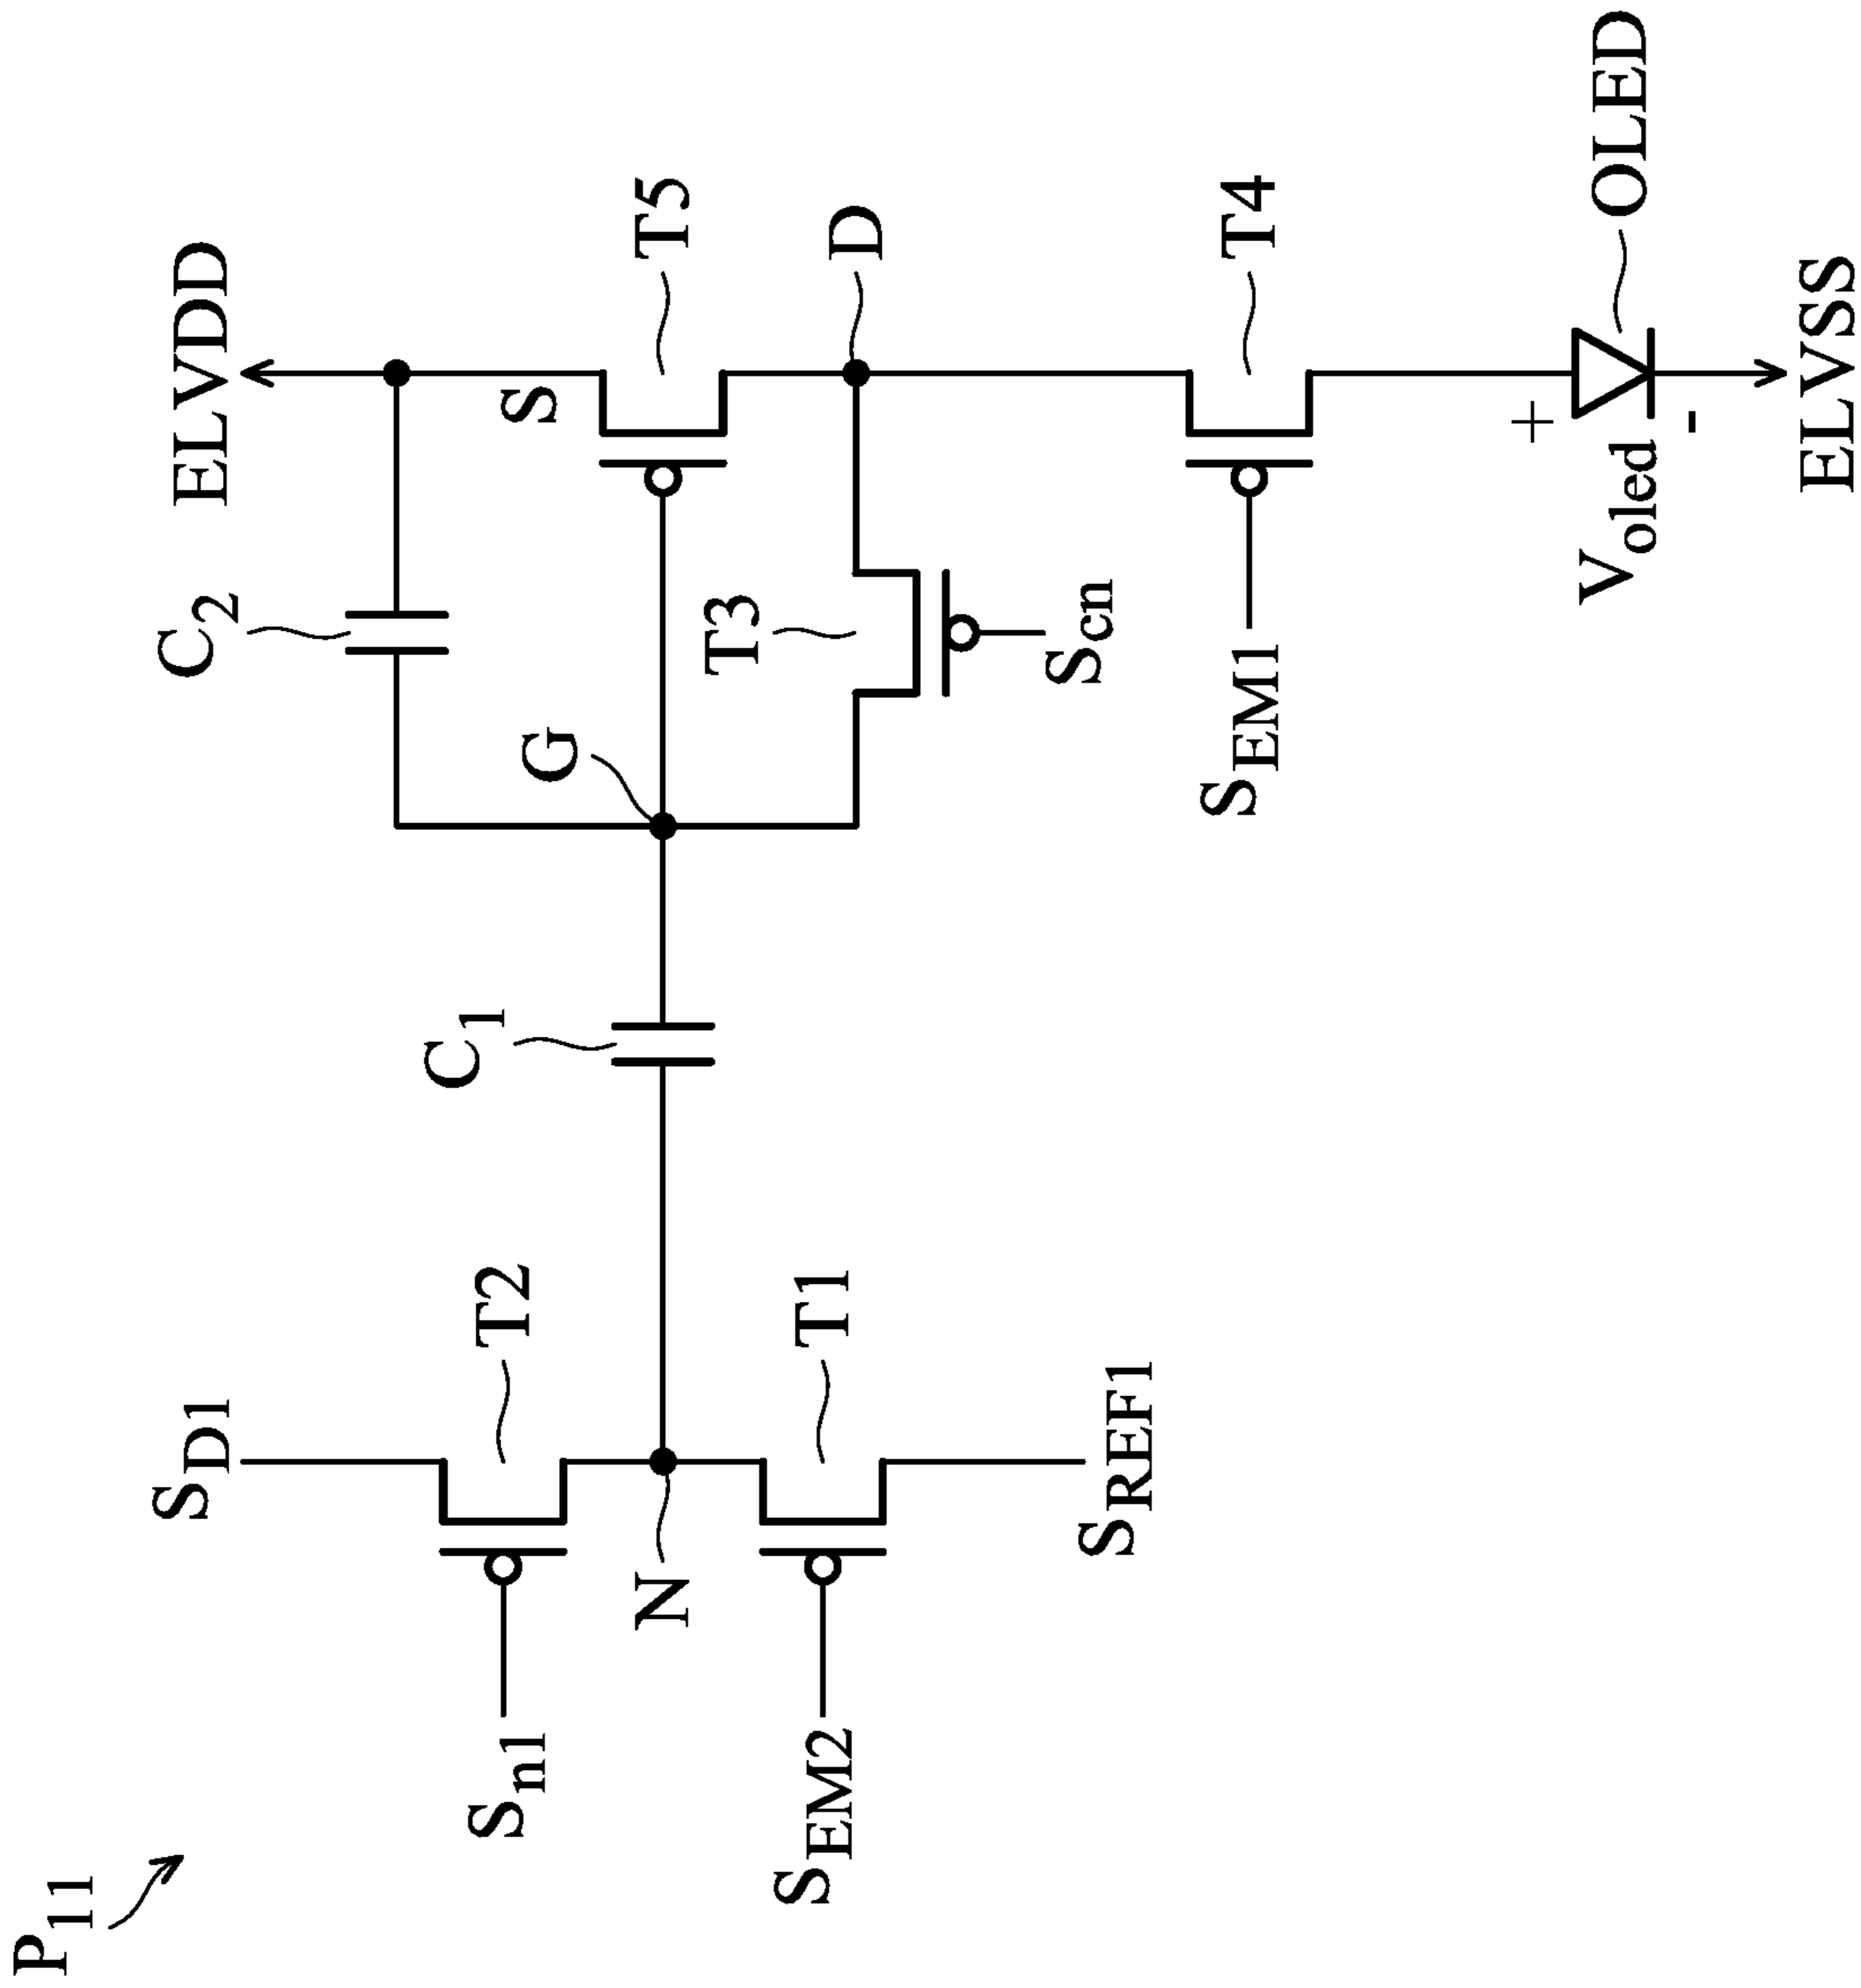 P11
ELVDD
SD1
C2
S
T5
Sn1
T2
C1
G
N
T3
D
SEM2
T1
Scn
SREF1
SEM1
T4
+
Voled
OLED
-
ELVSS